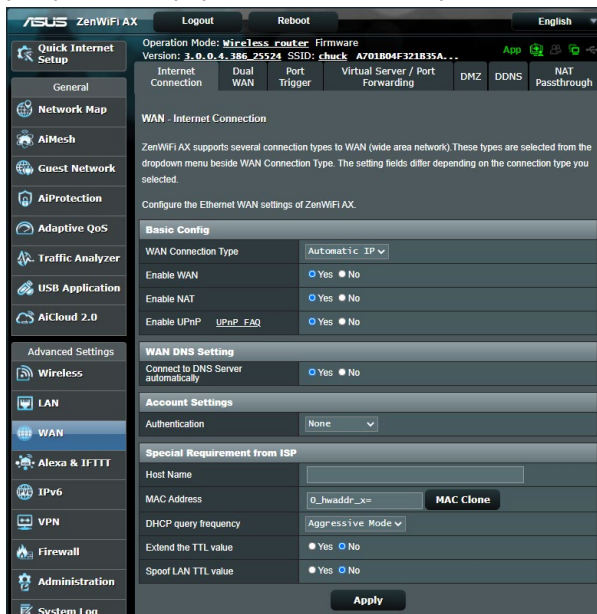 ASUS ZenWiFi AX Logout Reboot English
Quick Internet Setup
Operation Mode: Wireless router Firmware
Version: 3.0.0.4.386_25524 SSID: chuck A701B04F321B35A...
App
General
Network Map
AiMesh
Guest Network
AiProtection
Adaptive QoS
Traffic Analyzer
USB Application
AiCloud 2.0
Advanced Settings
Wireless
LAN
WAN
Alexa & IFTTT
IPv6
VPN
Firewall
Administration
System Log
Internet Connection
Dual WAN
Port Trigger
Virtual Server / Port Forwarding
DMZ
DDNS
NAT Passthrough
WAN - Internet Connection
ZenWiFi AX supports several connection types to WAN (wide area network).These types are selected from the
dropdown menu beside WAN Connection Type. The setting fields differ depending on the connection type you
selected.
Configure the Ethernet WAN settings of ZenWiFi AX.
Basic Config
WAN Connection Type Automatic IP
Enable WAN Yes No
Enable NAT Yes No
Enable UPnP UPnP FAQ Yes No
WAN DNS Setting
Connect to DNS Server
automatically Yes No
Account Settings
Authentication None
Special Requirement from ISP
Host Name
MAC Address 0_hwaddr_x= MAC Clone
DHCP query frequency Aggressive Mode
Extend the TTL value Yes No
Spoof LAN TTL value Yes No
Apply